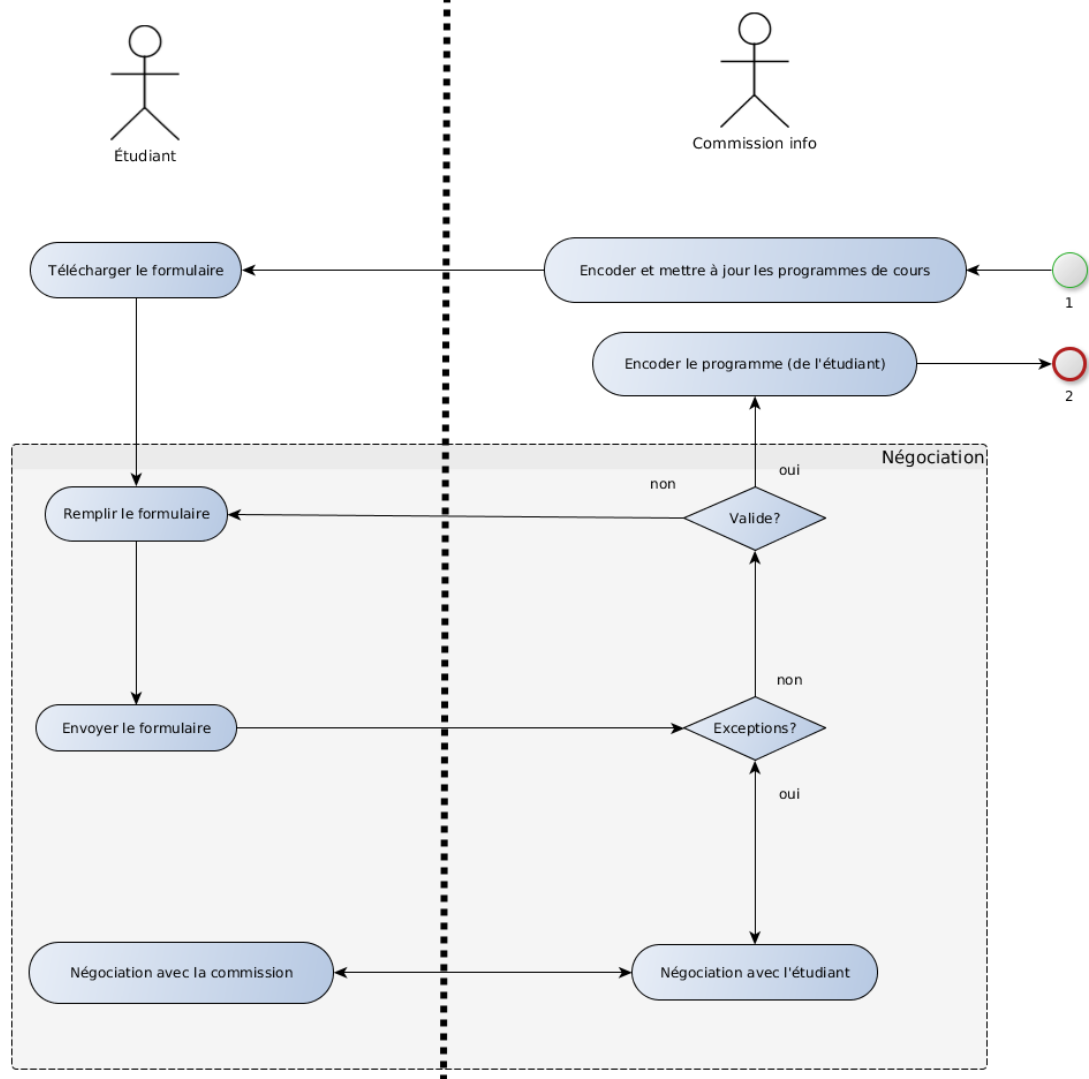 Étudiant
Commission info
Télécharger le formulaire
Encoder et mettre à jour les programmes de cours
1
Encoder le programme (de l'étudiant)
2
Négociation
oui
non
Remplir le formulaire
Valide?
non
Envoyer le formulaire
Exceptions?
oui
Négociation avec la commission
Négociation avec l'étudiant